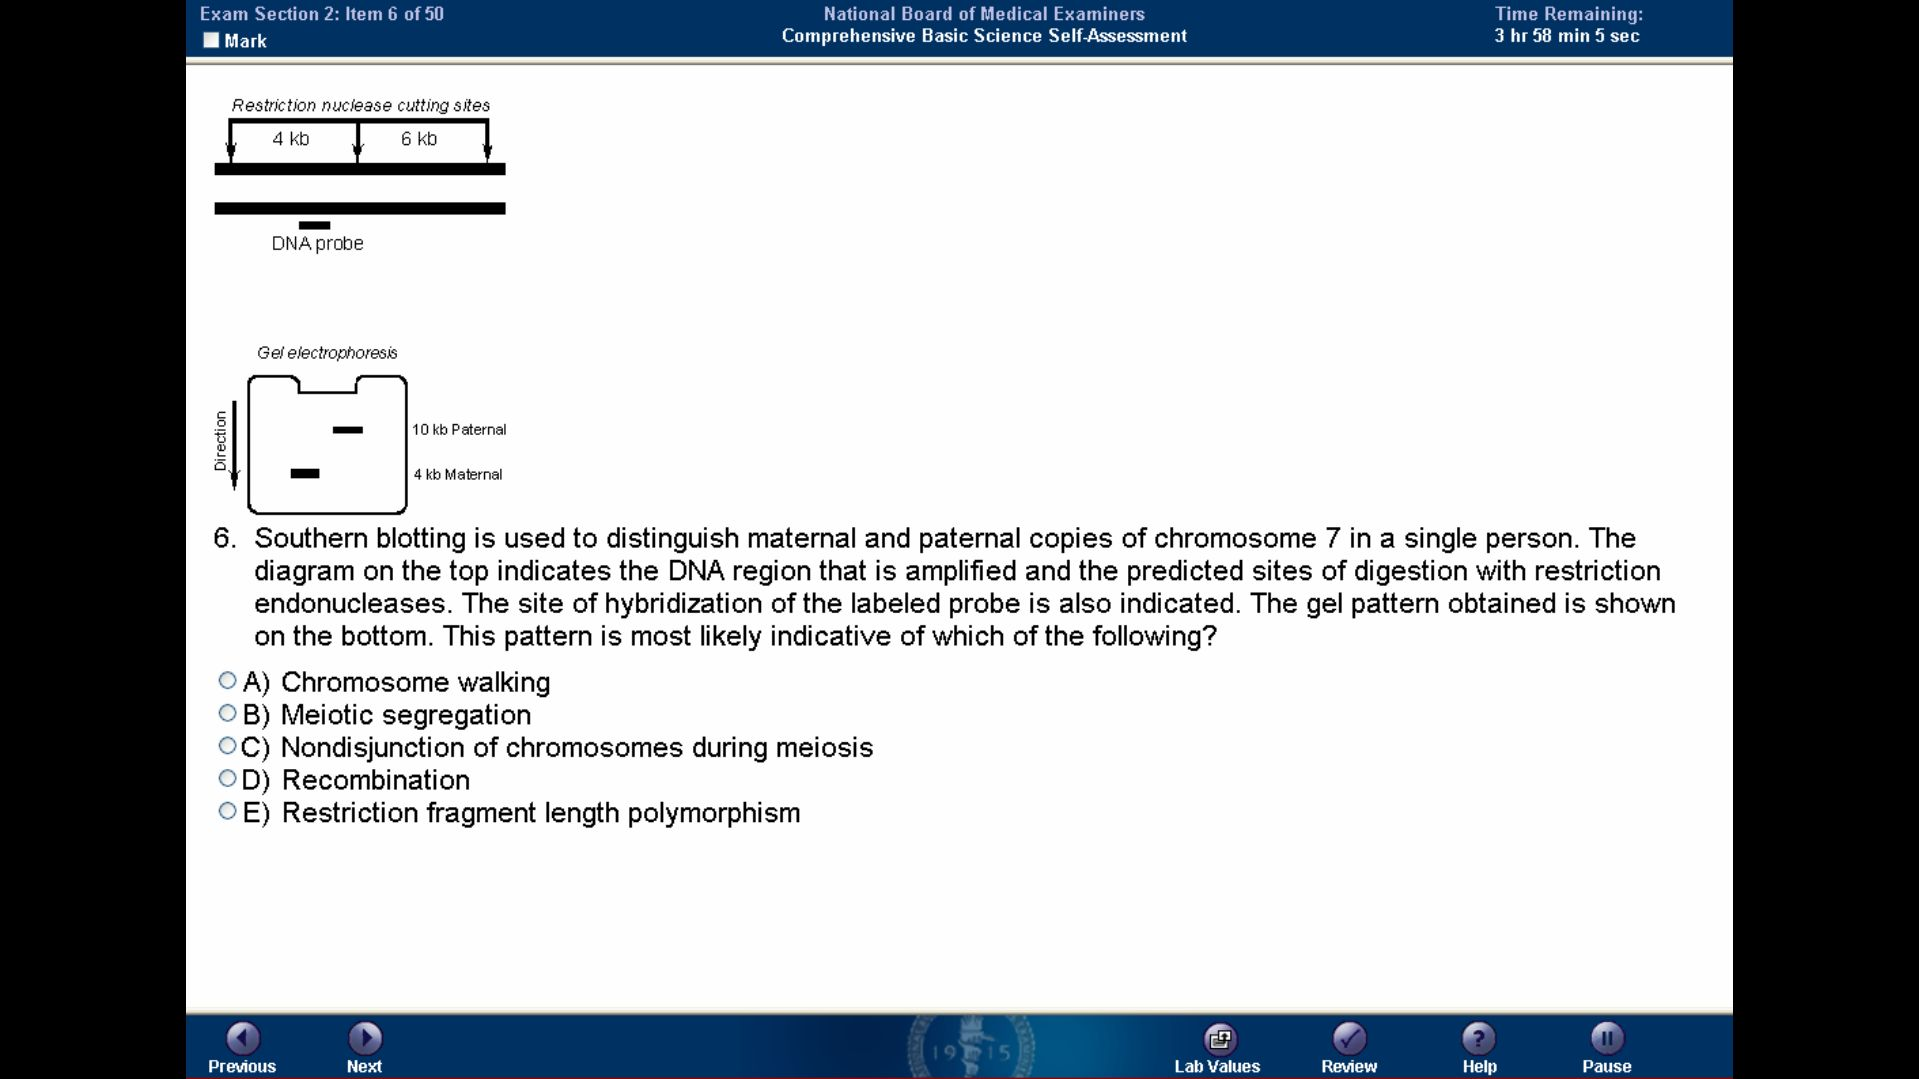 Exam Section 2: Item 6 of 50
Mark
National Board of Medical Examiners
Comprehensive Basic Science Self-Assessment
Time Remaining:
3 hr 58 min 5 sec
Restriction nuclease cutting sites
4 kb
6 kb
DNA probe
Gel electrophoresis
Direction
10 kb Paternal
4 kb Maternal
6. Southern blotting is used to distinguish maternal and paternal copies of chromosome 7 in a single person. The
diagram on the top indicates the DNA region that is amplified and the predicted sites of digestion with restriction
endonucleases. The site of hybridization of the labeled probe is also indicated. The gel pattern obtained is shown
on the bottom. This pattern is most likely indicative of which of the following?
A) Chromosome walking
B) Meiotic segregation
C) Nondisjunction of chromosomes during meiosis
D) Recombination
E) Restriction fragment length polymorphism
1915
Previous
Next
Lab Values
Review
Help
Pause